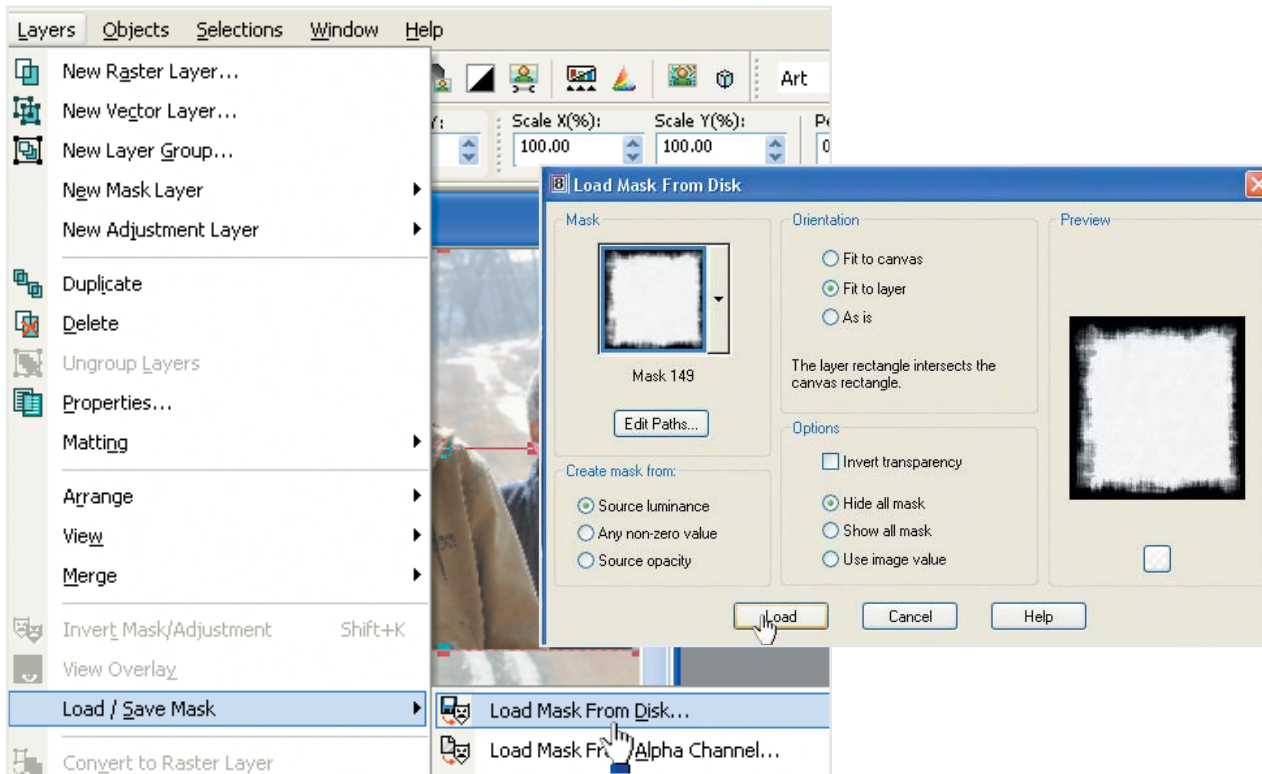 Layers Objects Selections Window Help
New Raster Layer...
New Vector Layer...
New Layer Group...
New Mask Layer
New Adjustment Layer
Duplicate
Delete
Ungroup Layers
Properties...
Matting
Arrange
View
Merge
Invert Mask/Adjustment Shift+K
View Overlay
Load / Save Mask
Convert to Raster Layer
Load Mask From Disk...
Load Mask Alpha Channel...
Art
Scale X(%): Scale Y(%):
100.00 100.00
Load Mask From Disk
Mask
Mask 149
Edit Paths...
Create mask from:
Source luminance
Any non-zero value
Source opacity
Orientation
Fit to canvas
Fit to layer
As is
The layer rectangle intersects the
canvas rectangle.
Options
Invert transparency
Hide all mask
Show all mask
Use image value
Preview
Load Cancel Help